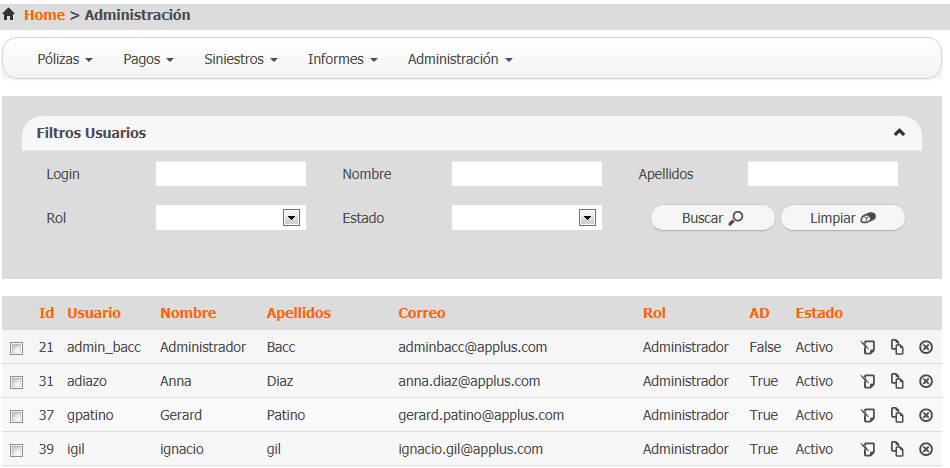 Home > Administración
Pólizas Pagos Siniestros Informes Administración
Filtros Usuarios
Login Nombre Apellidos
Rol Estado Buscar Limpiar
Id Usuario Nombre Apellidos Correo Rol AD Estado
21 admin_bacc Administrador Bacc adminbacc@applus.com Administrador False Activo
31 adiazo Anna Diaz anna.diaz@applus.com Administrador True Activo
37 gpatino Gerard Patino gerard.patino@applus.com Administrador True Activo
39 igil ignacio gil ignacio.gil@applus.com Administrador True Activo